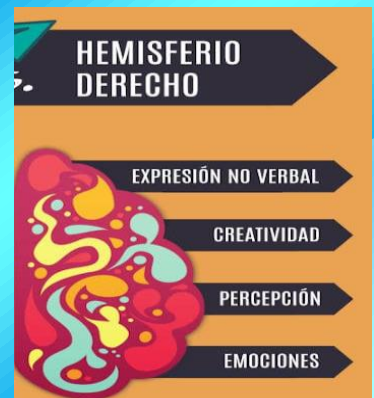 HEMISFERIO
DERECHO
EXPRESIÓN NO VERBAL
CREATIVIDAD
PERCEPCIÓN
EMOCIONES